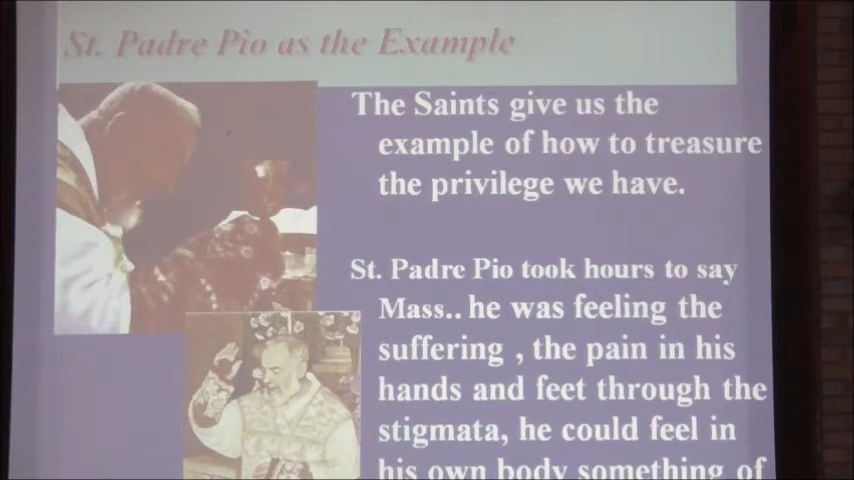 St. Padre Pio as the Example
The Saints give us the
example of how to treasure
the privilege we have.
St. Padre Pio took hours to say
Mass.. he was feeling the
suffering , the pain in his
hands and feet through the
stigmata, he could feel in
his own body something of